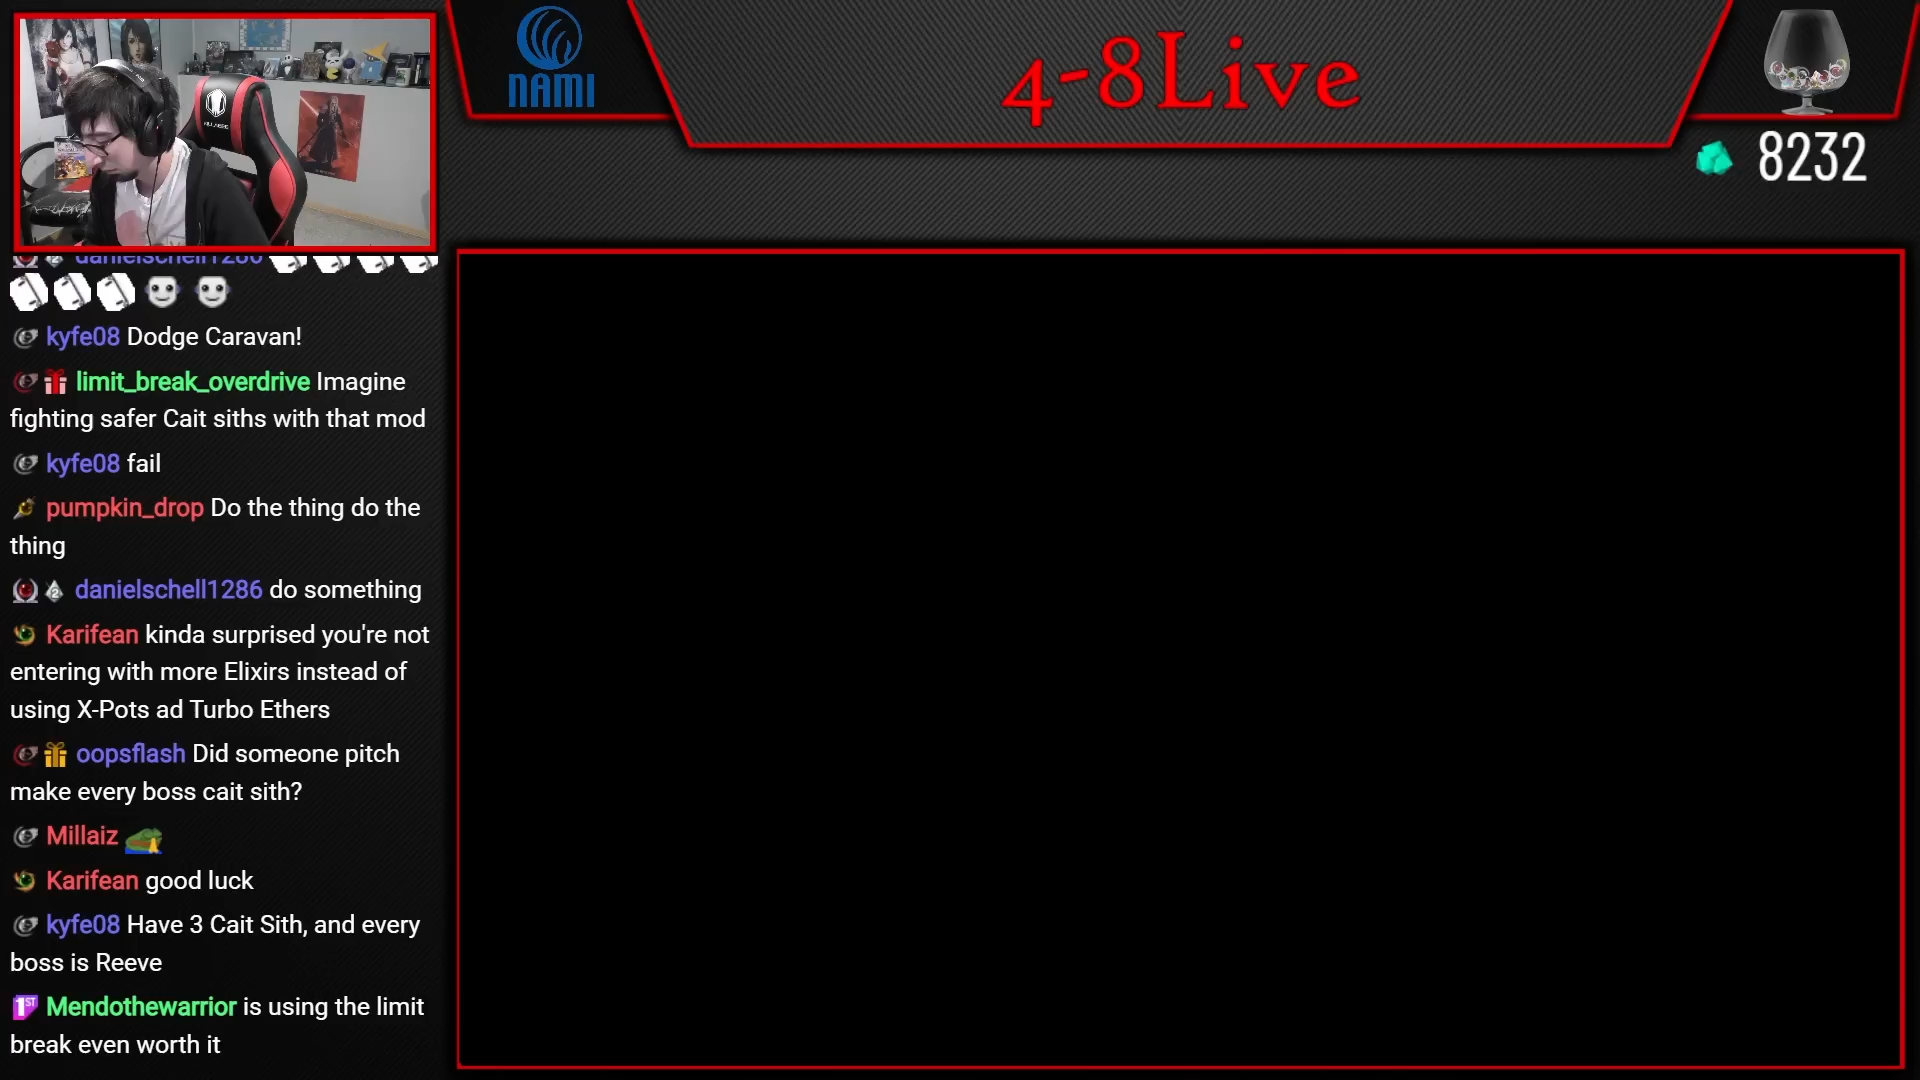 NAMI
4-8Live
8232
danielschell1286
kyfe08 Dodge Caravan!
limit_break_overdrive Imagine
fighting safer Cait siths with that mod
kyfe08 fail
pumpkin_drop Do the thing do the
thing
danielschell1286 do something
Karifean kinda surprised you're not
entering with more Elixirs instead of
using X-Pots ad Turbo Ethers
oopsflash Did someone pitch
make every boss cait sith?
Millaiz
Karifean good luck
kyfe08 Have 3 Cait Sith, and every
boss is Reeve
1ST Mendothewarrior is using the limit
break even worth it